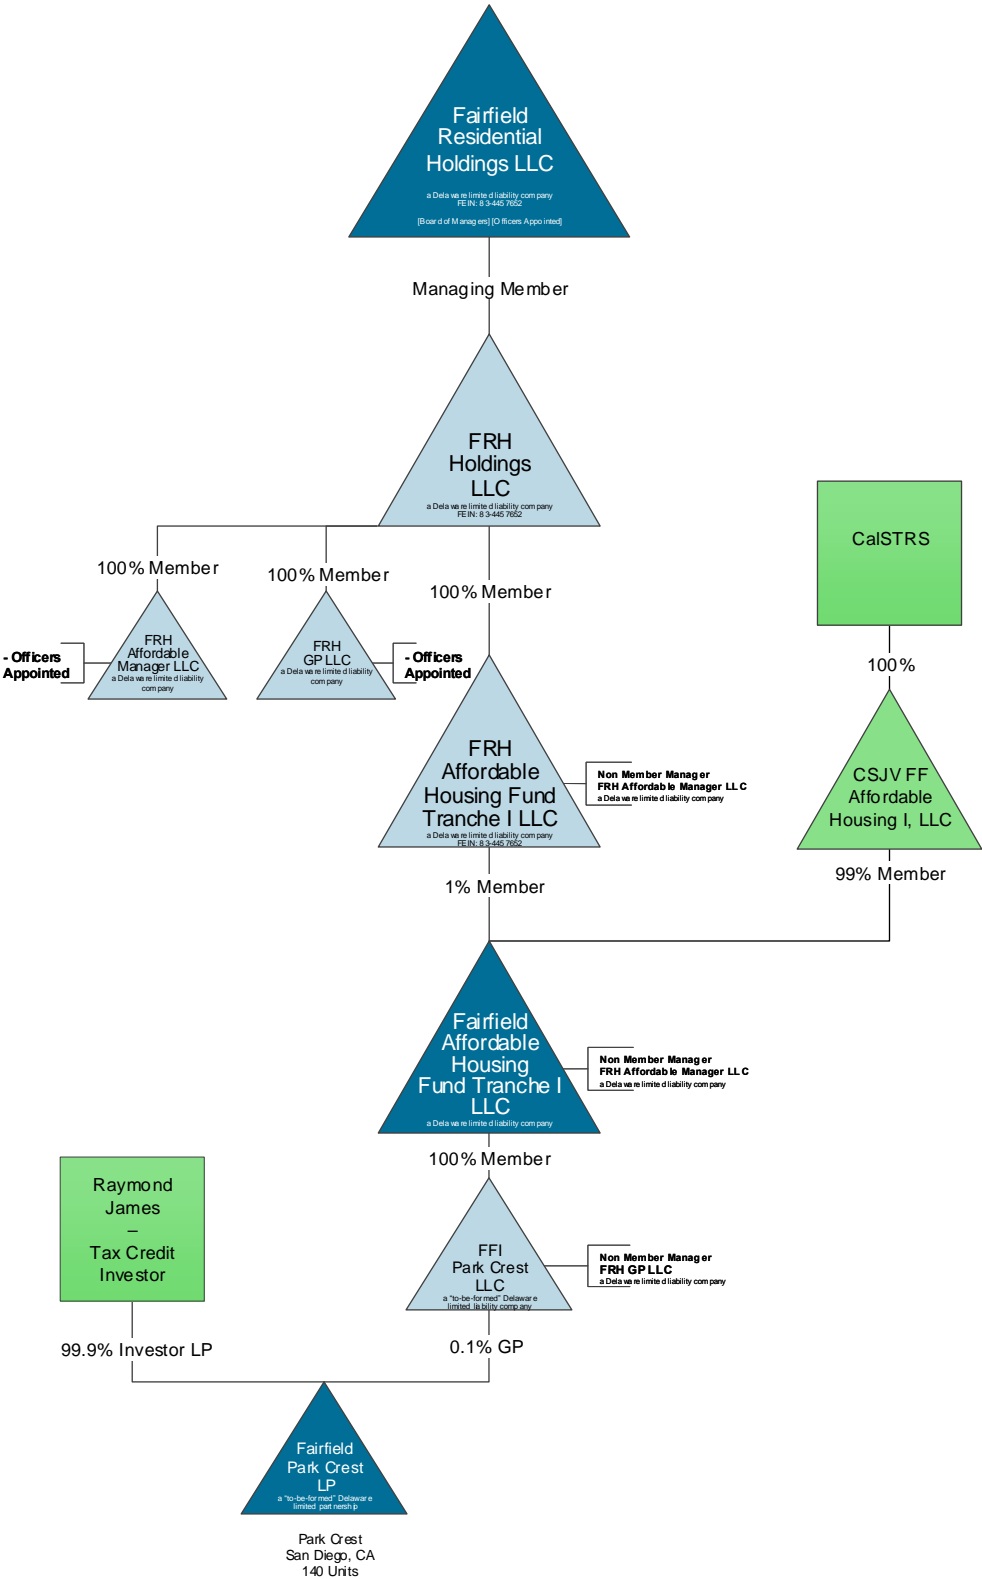 Fairfield
Residential
Holdings LLC
a Delaware limited liability company
FEIN: 83-4457652
[Board of Managers] [Officers Appointed]
Managing Member
FRH
Holdings
LLC
a Delaware limited liability company
FEIN: 83-4457652
CalSTRS
100% Member
100% Member
100% Member
100%
FRH
Affordable
Manager LLC
a Delaware limited liability
company
- Officers
Appointed
FRH
GP LLC
a Delaware limited liability
company
- Officers
Appointed
FRH
Affordable
Housing Fund
Tranche I LLC
a Delaware limited liability company
FEIN: 83-4457652
Non Member Manager
FRH Affordable Manager LLC
a Delaware limited liability company
CSJV FF
Affordable
Housing I, LLC
1% Member
99% Member
Fairfield
Affordable
Housing
Fund Tranche I
LLC
a Delaware limited liability company
Non Member Manager
FRH Affordable Manager LLC
a Delaware limited liability company
100% Member
Raymond
James
–
Tax Credit
Investor
FFI
Park Crest
LLC
a "to-be-formed" Delaware
limited liability company
Non Member Manager
FRH GP LLC
a Delaware limited liability company
99.9% Investor LP
0.1% GP
Fairfield
Park Crest
LP
a "to-be-formed" Delaware
limited partnership
Park Crest
San Diego, CA
140 Units